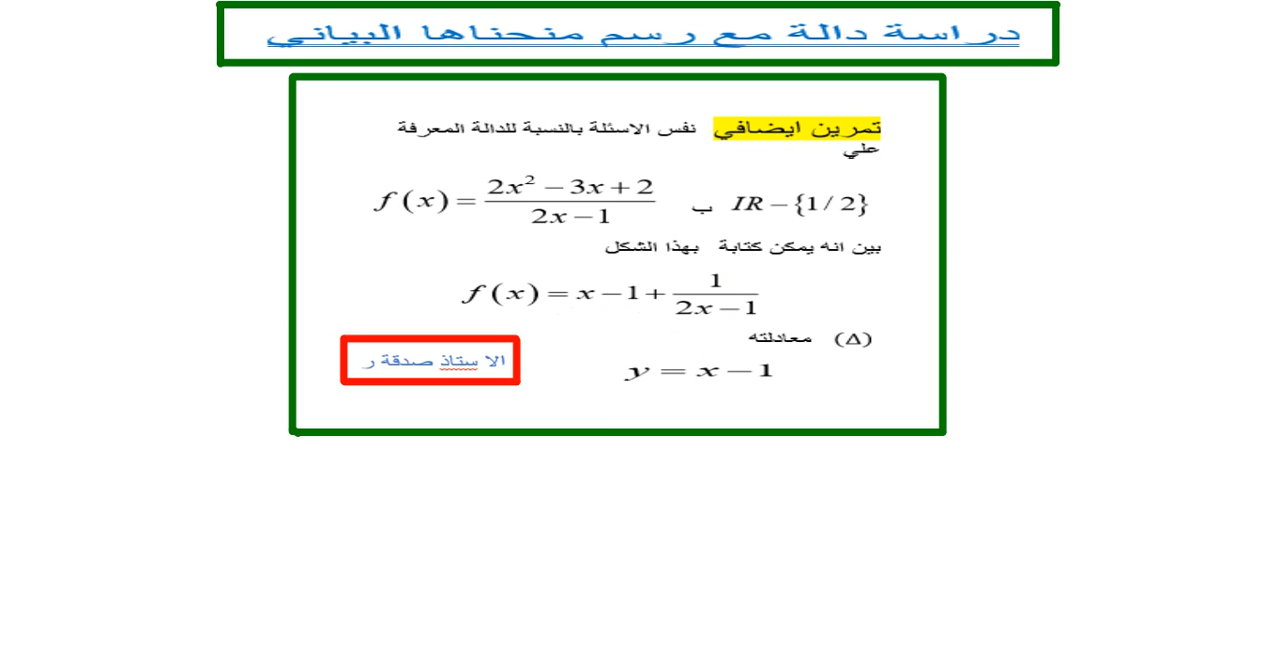 دراسة دالة مع رسم منحناها البياني
تمرين ايضافي نفس الاسئلة بالنسبة للدالة المعرفة
علي
IR – {1 / 2} ب f (x) = (2x² – 3x + 2) / (2x – 1)
بين انه يمكن كتابة بهذا الشكل
f (x) = x – 1 + 1 / (2x – 1)
(Δ) معادلته
y = x – 1
الا ستاذ صدقة ر